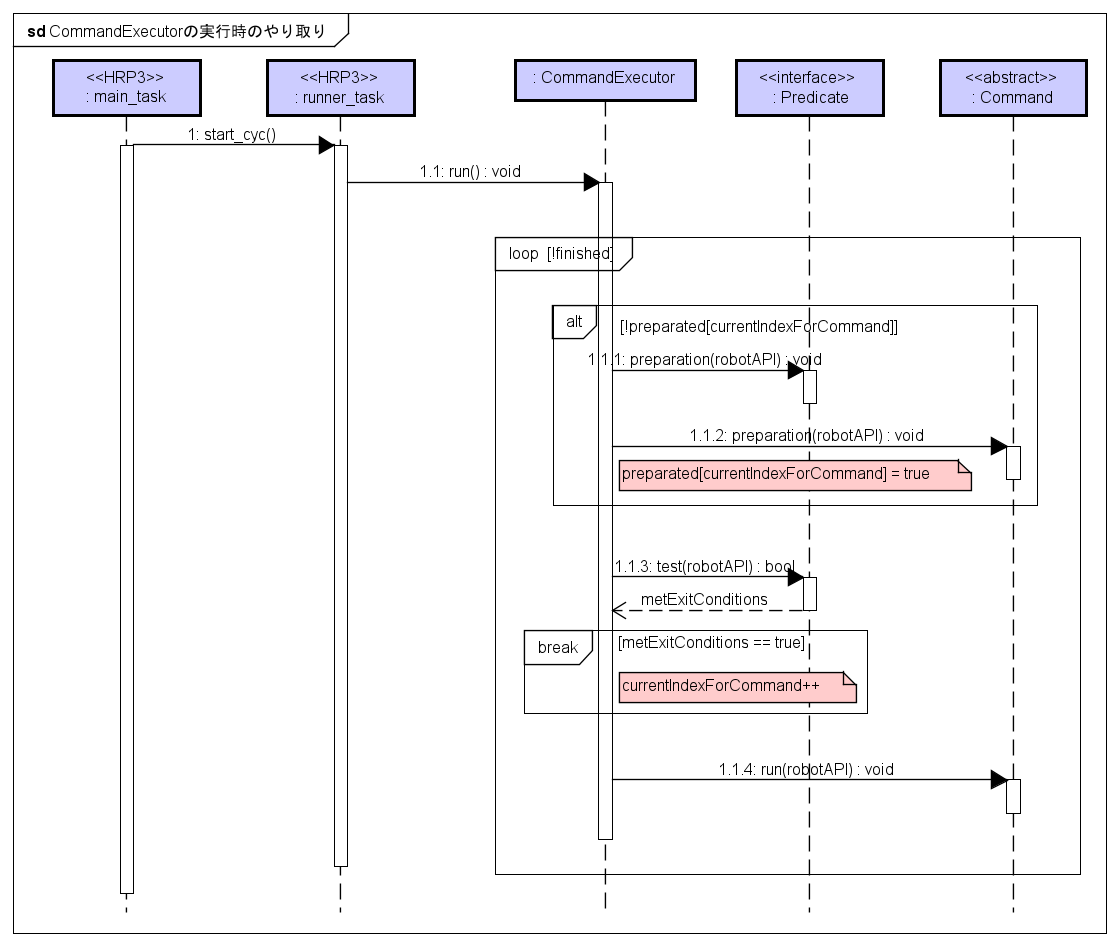 sd CommandExecutorの実行時のやり取り
<<HRP3>>
: main_task
<<HRP3>>
: runner_task
: CommandExecutor
<<interface>>
: Predicate
<<abstract>>
: Command
1: start_cyc()
1.1: run() : void
loop [!finished]
alt
[!preparated[currentIndexForCommand]]
1.1.1: preparation(robotAPI) : void
1.1.2: preparation(robotAPI) : void
preparated[currentIndexForCommand] = true
1.1.3: test(robotAPI) : bool
metExitConditions
break
[metExitConditions == true]
currentIndexForCommand++
1.1.4: run(robotAPI) : void